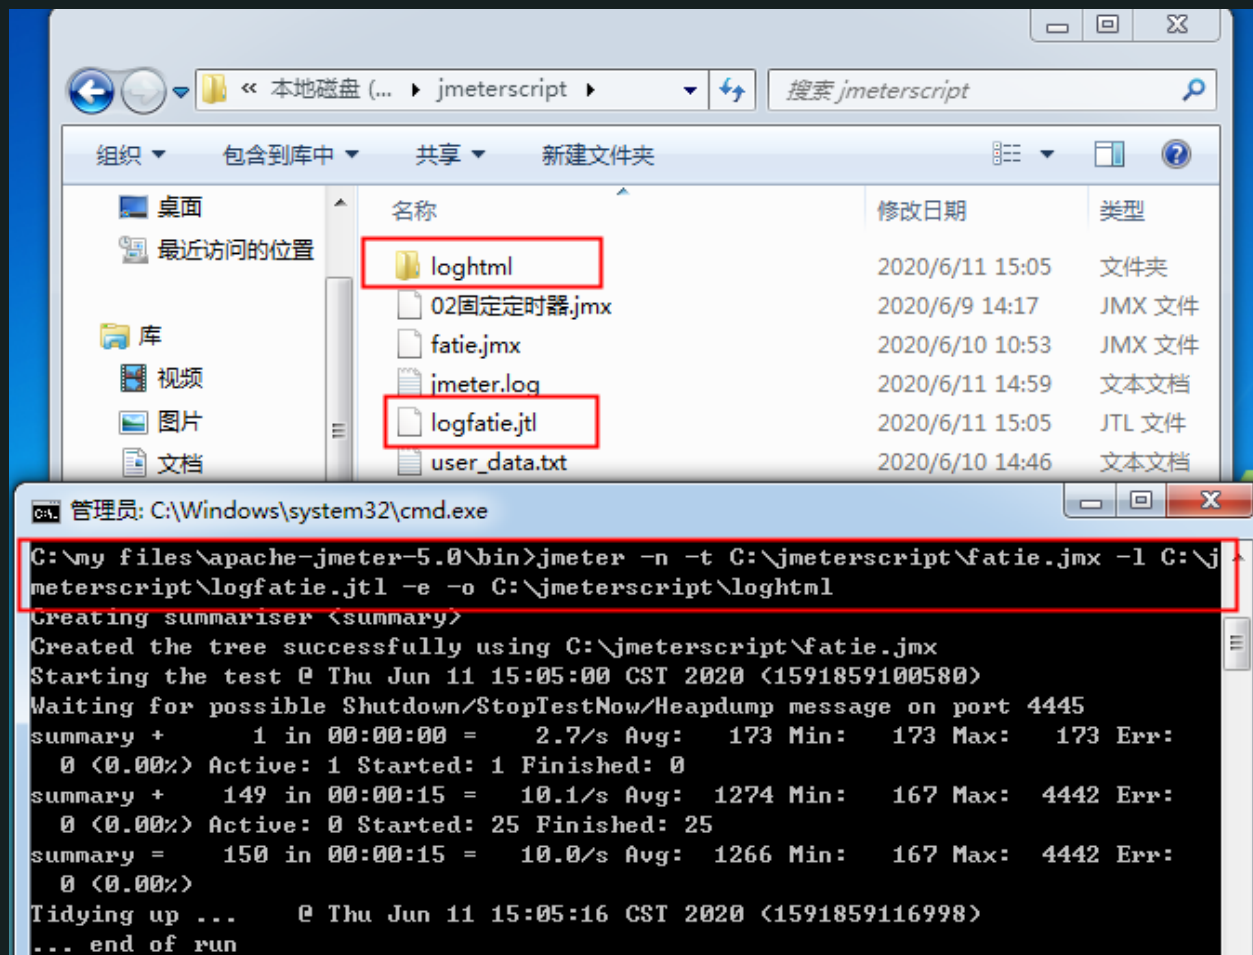 « 本地磁盘 (... ▸ jmeterscript ▸
搜索 jmeterscript
组织 包含到库中 共享 新建文件夹
桌面
最近访问的位置
库
视频
图片
文档
名称 修改日期 类型
loghtml 2020/6/11 15:05 文件夹
02固定定时器.jmx 2020/6/9 14:17 JMX 文件
fatie.jmx 2020/6/10 10:53 JMX 文件
jmeter.log 2020/6/11 14:59 文本文档
logfatie.jtl 2020/6/11 15:05 JTL 文件
user_data.txt 2020/6/10 14:46 文本文档
管理员: C:\Windows\system32\cmd.exe
C:\my files\apache-jmeter-5.0\bin>jmeter -n -t C:\jmeterscript\fatie.jmx -l C:\j
meterscript\logfatie.jtl -e -o C:\jmeterscript\loghtml
Creating summariser <summary>
Created the tree successfully using C:\jmeterscript\fatie.jmx
Starting the test @ Thu Jun 11 15:05:00 CST 2020 (1591859100580)
Waiting for possible Shutdown/StopTestNow/Heapdump message on port 4445
summary +      1 in 00:00:00 =    2.7/s Avg:   173 Min:   173 Max:   173 Err:
  0 (0.00%) Active: 1 Started: 1 Finished: 0
summary +    149 in 00:00:15 =   10.1/s Avg:  1274 Min:   167 Max:  4442 Err:
  0 (0.00%) Active: 0 Started: 25 Finished: 25
summary =    150 in 00:00:15 =   10.0/s Avg:  1266 Min:   167 Max:  4442 Err:
  0 (0.00%)
Tidying up ...    @ Thu Jun 11 15:05:16 CST 2020 (1591859116998)
... end of run